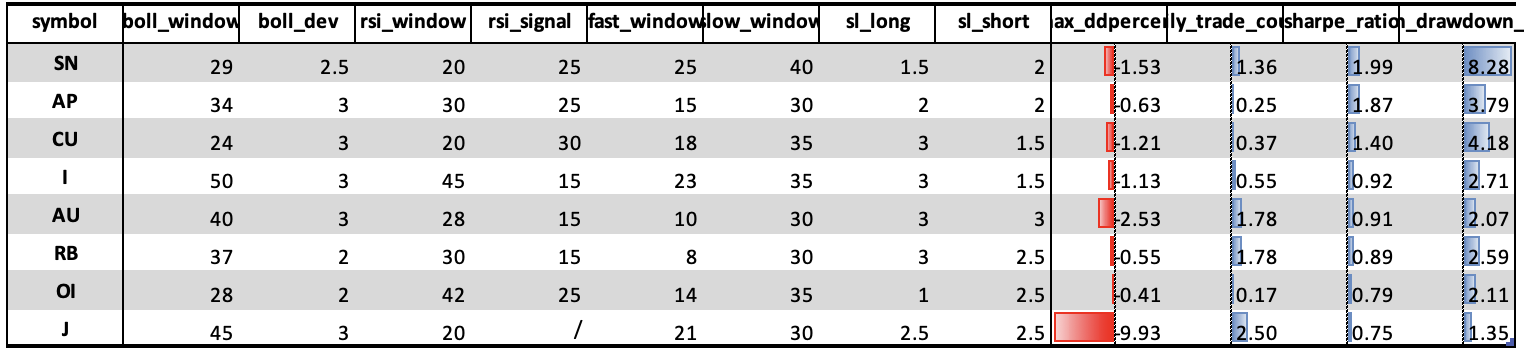 symbol boll_window boll_dev rsi_window rsi_signal fast_window slow_window sl_long sl_short ax_ddpercen ly_trade_cou sharpe_ratio n_drawdown_
SN 29 2.5 20 25 25 40 1.5 2 -1.53 1.36 1.99 8.28
AP 34 3 30 25 15 30 2 2 -0.63 0.25 1.87 3.79
CU 24 3 20 30 18 35 3 1.5 -1.21 0.37 1.40 4.18
I 50 3 45 15 23 35 3 1.5 -1.13 0.55 0.92 2.71
AU 40 3 28 15 10 30 3 3 -2.53 1.78 0.91 2.07
RB 37 2 30 15 8 30 3 2.5 -0.55 1.78 0.89 2.59
OI 28 2 42 25 14 35 1 2.5 -0.41 0.17 0.79 2.11
J 45 3 20 / 21 30 2.5 2.5 -9.93 2.50 0.75 1.35